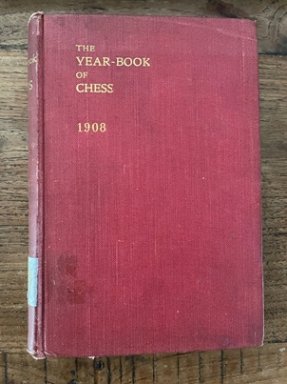 THE
YEAR-BOOK
OF
CHESS
1908